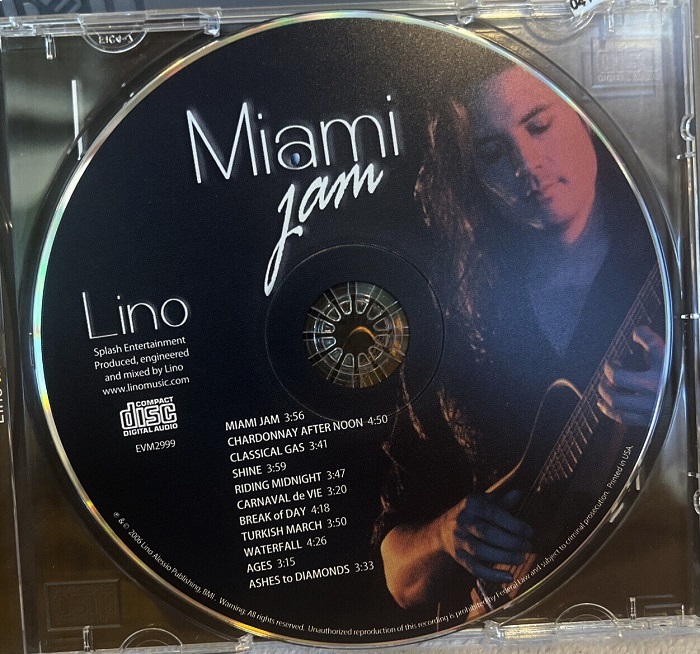 Miami
jam
Lino
Splash Entertainment
Produced, engineered
and mixed by Lino
www.linomusic.com
COMPACT
disc
DIGITAL AUDIO
EVM2999
MIAMI JAM 3:56
CHARDONNAY AFTER NOON 4:50
CLASSICAL GAS 3:41
SHINE 3:59
RIDING MIDNIGHT 3:47
CARNAVAL de VIE 3:20
BREAK of DAY 4:18
TURKISH MARCH 3:50
WATERFALL 4:26
AGES 3:15
ASHES to DIAMONDS 3:33
℗ & © 2006 Lino Alessio Publishing, BMI Warning. All rights reserved. Unauthorized reproduction of this recording is prohibited by Federal Law and subject to criminal prosecution. Printed in USA.